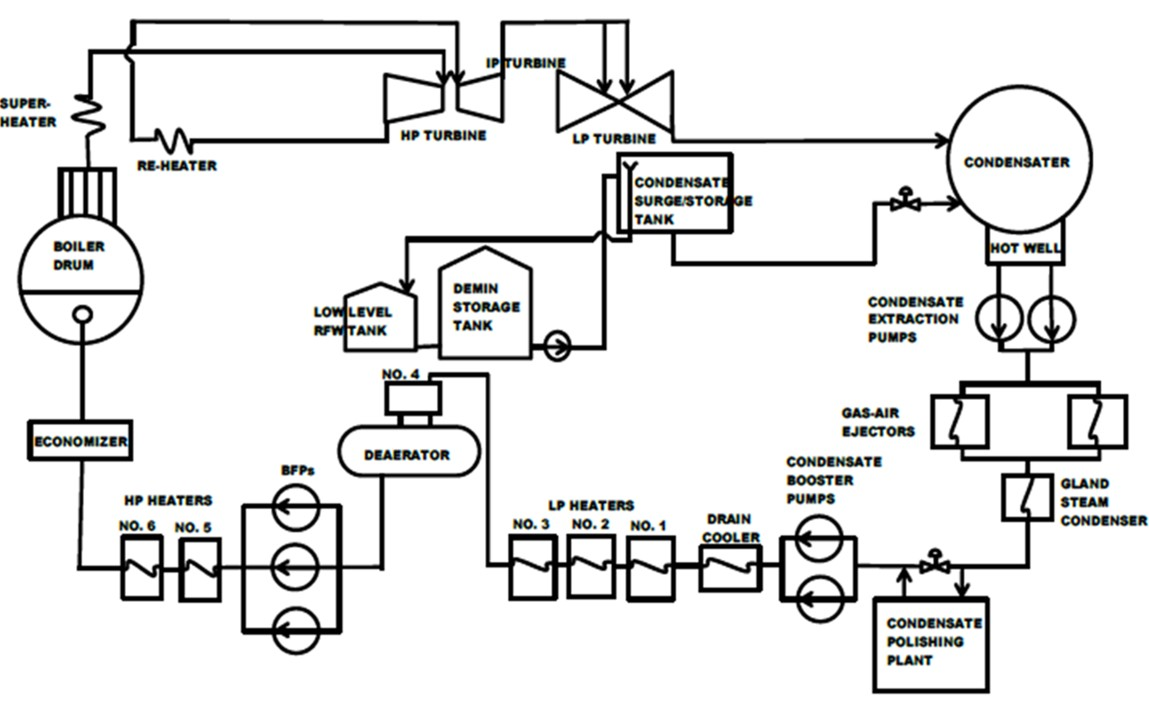 IP TURBINE
SUPER-
HEATER
HP TURBINE
LP TURBINE
RE-HEATER
CONDENSATER
CONDENSATE
SURGE/STORAGE
TANK
BOILER
DRUM
HOT WELL
DEMIN
STORAGE
TANK
LOW LEVEL
RFW TANK
CONDENSATE
EXTRACTION
PUMPS
NO. 4
GAS-AIR
EJECTORS
ECONOMIZER
DEAERATOR
BFPs
CONDENSATE
BOOSTER
PUMPS
GLAND
STEAM
CONDENSER
HP HEATERS
NO. 6
NO. 5
LP HEATERS
NO. 3
NO. 2
NO. 1
DRAIN
COOLER
CONDENSATE
POLISHING
PLANT